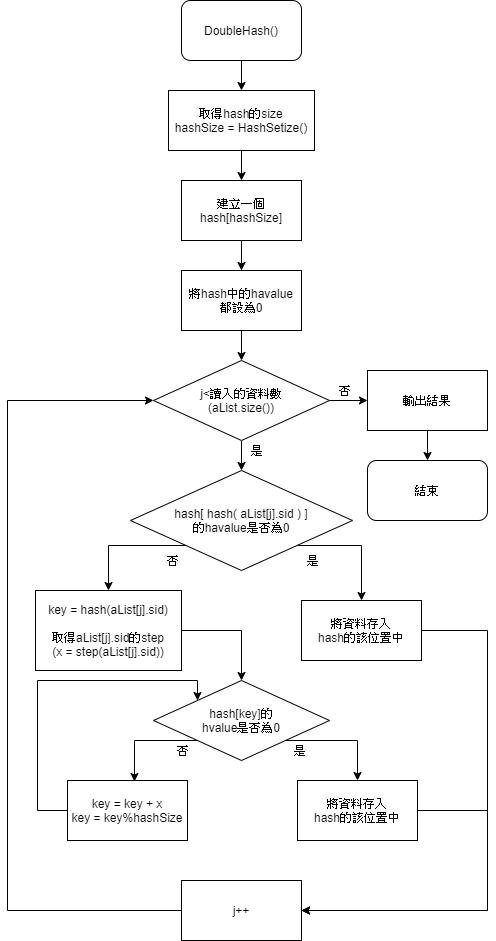 DoubleHash()
取得hash的size
hashSize = HashSetize()
建立一個
hash[hashSize]
將hash中的havalue
都設為0
j<讀入的資料數
(aList.size())
否
輸出結果
是
結束
hash[ hash( aList[j].sid ) ]
的havalue是否為0
否
是
key = hash(aList[j].sid)
取得aList[j].sid的step
(x = step(aList[j].sid))
將資料存入
hash的該位置中
hash[key]的
hvalue是否為0
否
是
key = key + x
key = key%hashSize
將資料存入
hash的該位置中
j++